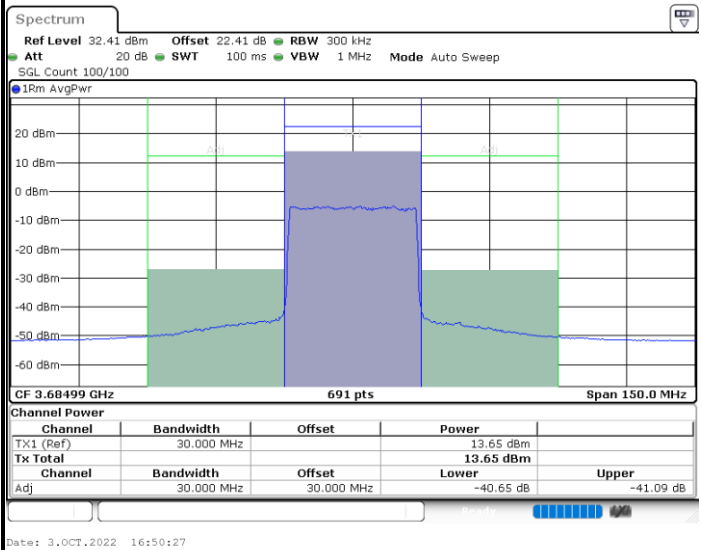 Spectrum
Ref Level 32.41 dBm Offset 22.41 dB RBW 300 kHz
Att 20 dB SWT 100 ms VBW 1 MHz Mode Auto Sweep
SGL Count 100/100
1Rm AvgPwr
TX1
Adj Adj
20 dBm
10 dBm
0 dBm
-10 dBm
-20 dBm
-30 dBm
-40 dBm
-50 dBm
-60 dBm
CF 3.68499 GHz 691 pts Span 150.0 MHz
Channel Power
Channel Bandwidth Offset Power
TX1 (Ref) 30.000 MHz 13.65 dBm
Tx Total 13.65 dBm
Channel Bandwidth Offset Lower Upper
Adj 30.000 MHz 30.000 MHz -40.65 dB -41.09 dB
Ready
Date: 3.OCT.2022 16:50:27